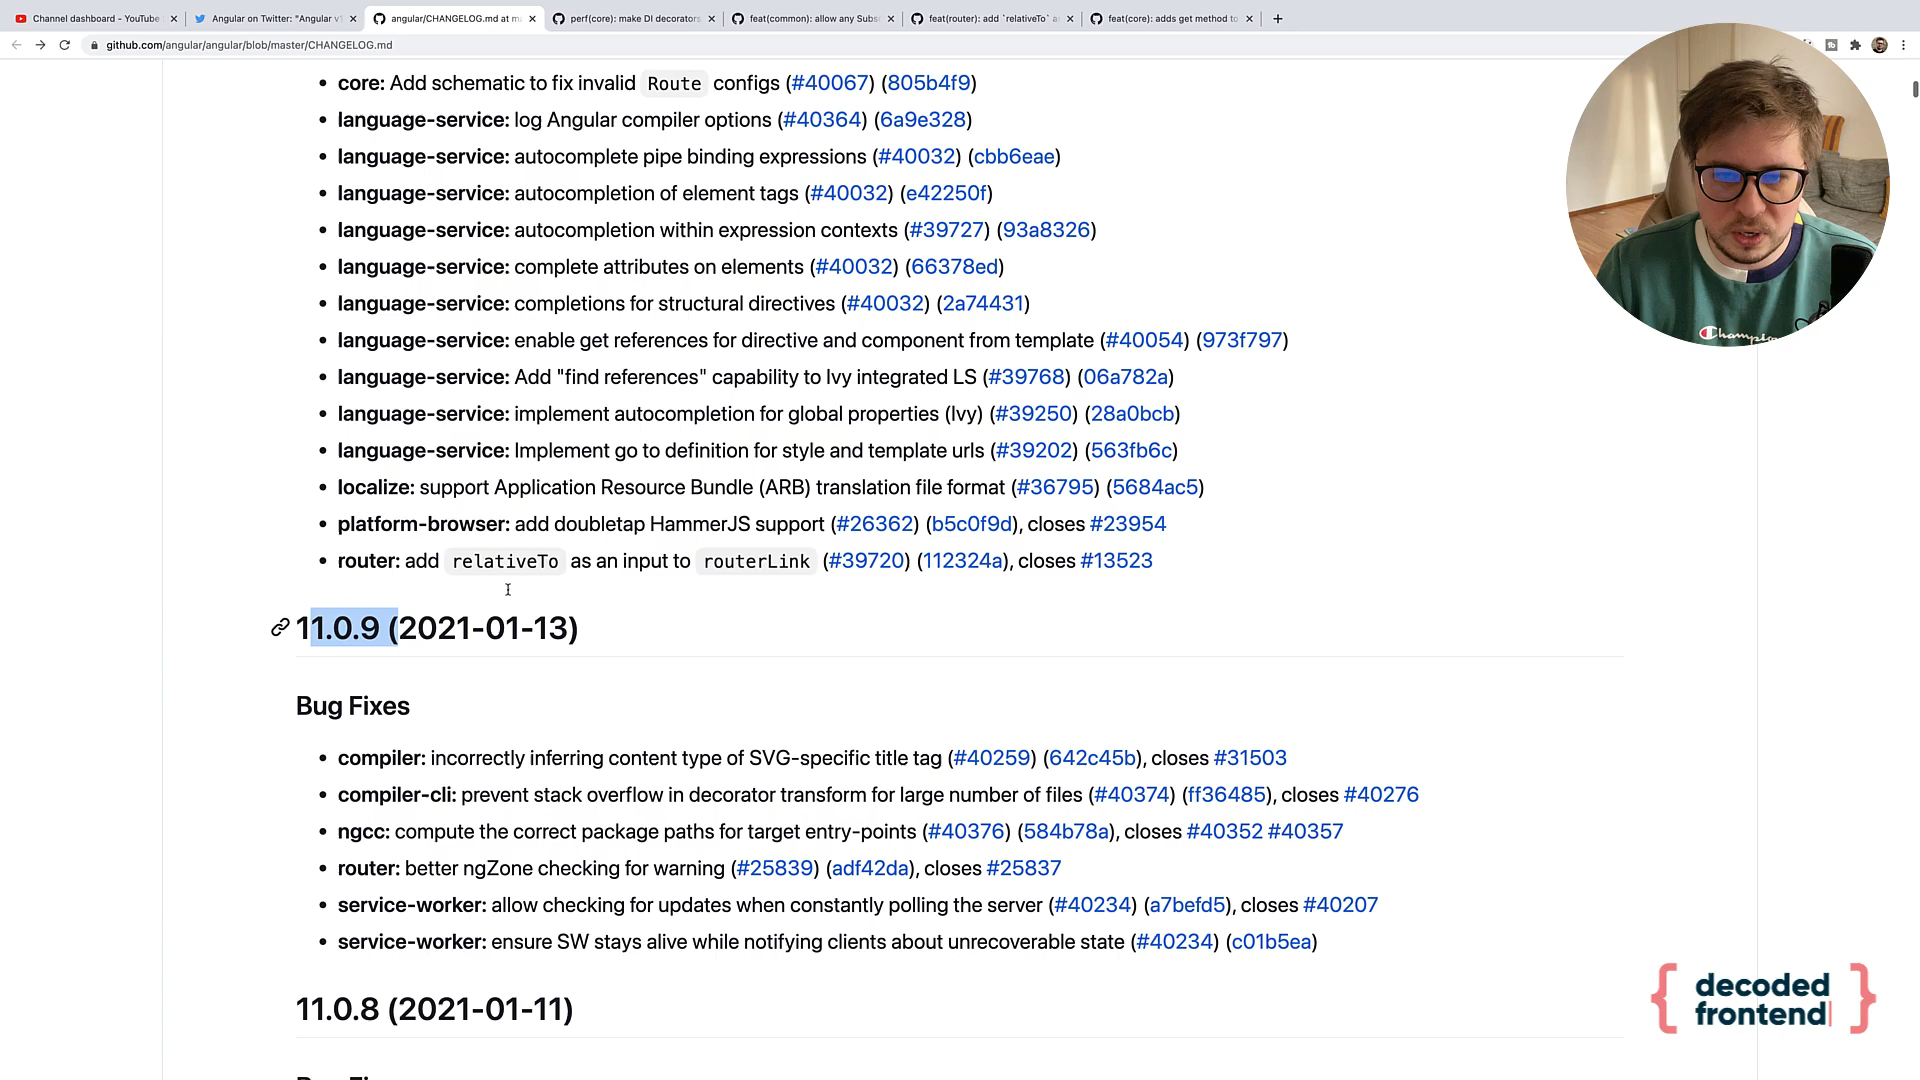 Channel dashboard - YouTube
Angular on Twitter: "Angular v1
angular/CHANGELOG.md at m
perf(core): make DI decorators
feat(common): allow any Subs
feat(router): add `relativeTo` a
feat(core): adds get method to
github.com/angular/angular/blob/master/CHANGELOG.md
core: Add schematic to fix invalid Route configs (#40067) (805b4f9)
language-service: log Angular compiler options (#40364) (6a9e328)
language-service: autocomplete pipe binding expressions (#40032) (cbb6eae)
language-service: autocompletion of element tags (#40032) (e42250f)
language-service: autocompletion within expression contexts (#39727) (93a8326)
language-service: complete attributes on elements (#40032) (66378ed)
language-service: completions for structural directives (#40032) (2a74431)
language-service: enable get references for directive and component from template (#40054) (973f797)
language-service: Add "find references" capability to Ivy integrated LS (#39768) (06a782a)
language-service: implement autocompletion for global properties (Ivy) (#39250) (28a0bcb)
language-service: Implement go to definition for style and template urls (#39202) (563fb6c)
localize: support Application Resource Bundle (ARB) translation file format (#36795) (5684ac5)
platform-browser: add doubletap HammerJS support (#26362) (b5c0f9d), closes #23954
router: add relativeTo as an input to routerLink (#39720) (112324a), closes #13523
11.0.9 (2021-01-13)
Bug Fixes
compiler: incorrectly inferring content type of SVG-specific title tag (#40259) (642c45b), closes #31503
compiler-cli: prevent stack overflow in decorator transform for large number of files (#40374) (ff36485), closes #40276
ngcc: compute the correct package paths for target entry-points (#40376) (584b78a), closes #40352 #40357
router: better ngZone checking for warning (#25839) (adf42da), closes #25837
service-worker: allow checking for updates when constantly polling the server (#40234) (a7befd5), closes #40207
service-worker: ensure SW stays alive while notifying clients about unrecoverable state (#40234) (c01b5ea)
11.0.8 (2021-01-11)
Champion
{ decoded
frontend }